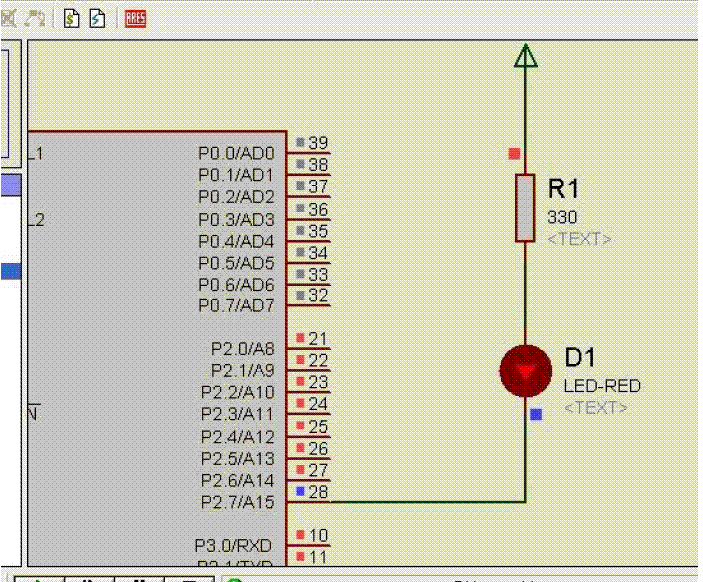 ARES
L1
P0.0/AD0 39
P0.1/AD1 38
P0.2/AD2 37
L2 P0.3/AD3 36
P0.4/AD4 35
P0.5/AD5 34
P0.6/AD6 33
P0.7/AD7 32
R1
330
<TEXT>
P2.0/A8 21
P2.1/A9 22
P2.2/A10 23
N P2.3/A11 24
P2.4/A12 25
P2.5/A13 26
P2.6/A14 27
P2.7/A15 28
D1
LED-RED
<TEXT>
P3.0/RXD 10
P3.1/TXD 11